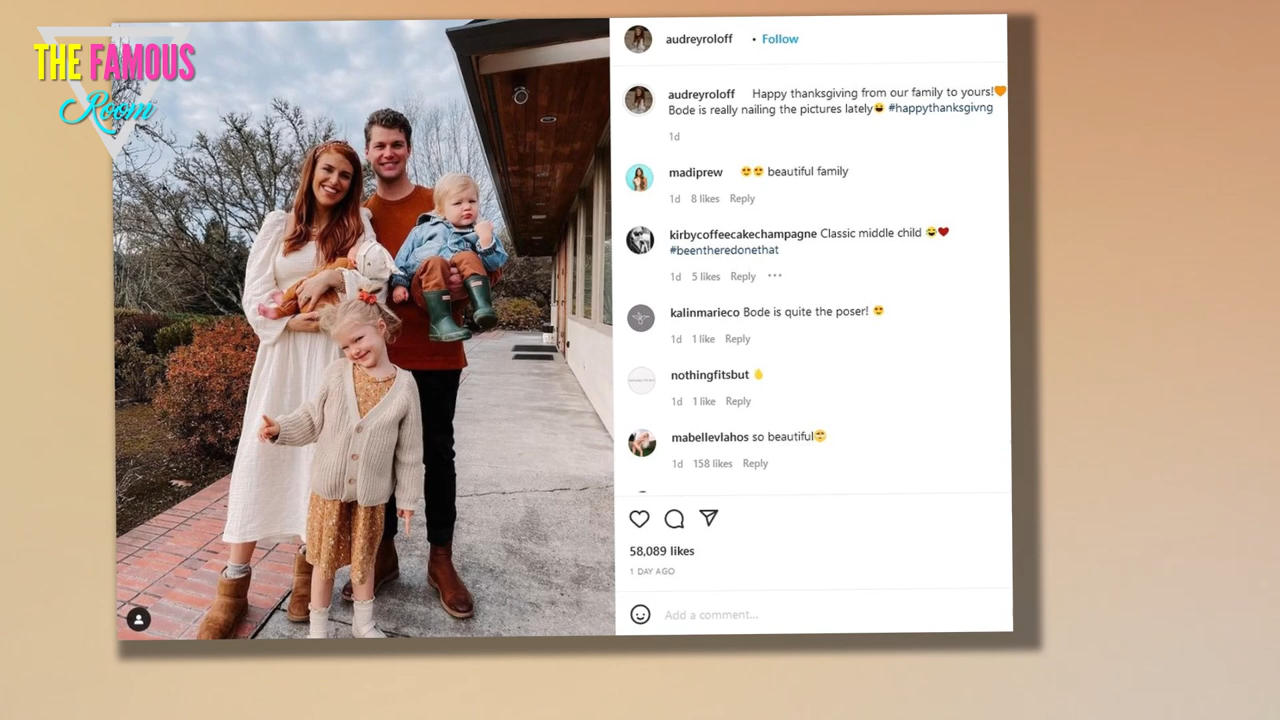 THE FAMOUS
Room
audreyroloff • Follow
audreyroloff Happy thanksgiving from our family to yours!🧡
Bode is really nailing the pictures lately😆 #happythanksgivng
1d
madiprew 😍😍 beautiful family
1d 8 likes Reply
kirbycoffeecakechampagne Classic middle child 😂❤️
#beentheredonethat
1d 5 likes Reply •••
kalinmarieco Bode is quite the poser! 😍
1d 1 like Reply
nothingfitsbut
1d 1 like Reply
mabellevlahos so beautiful😍
1d 158 likes Reply
58,089 likes
1 DAY AGO
Add a comment...